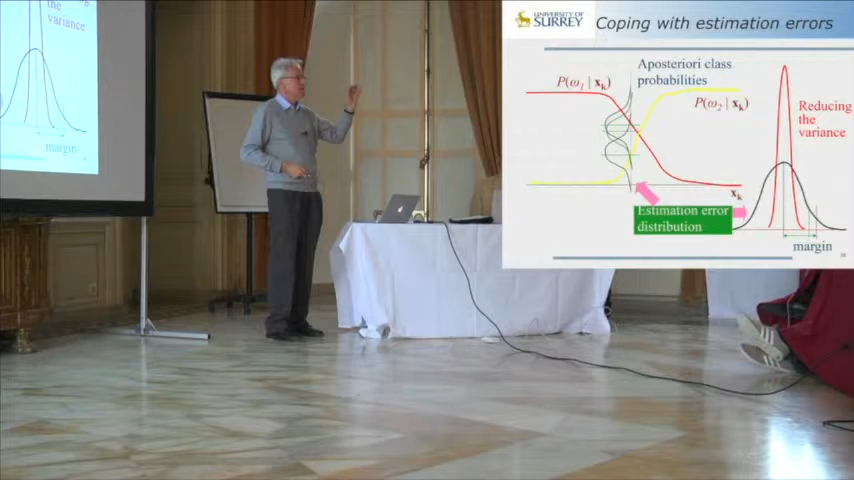 the
variance
margin
UNIVERSITY OF
SURREY
Coping with estimation errors
Aposteriori class
probabilities
P(ω₁ | xₖ)
P(ω₂ | xₖ)
Reducing
the
variance
xₖ
Estimation error
distribution
margin